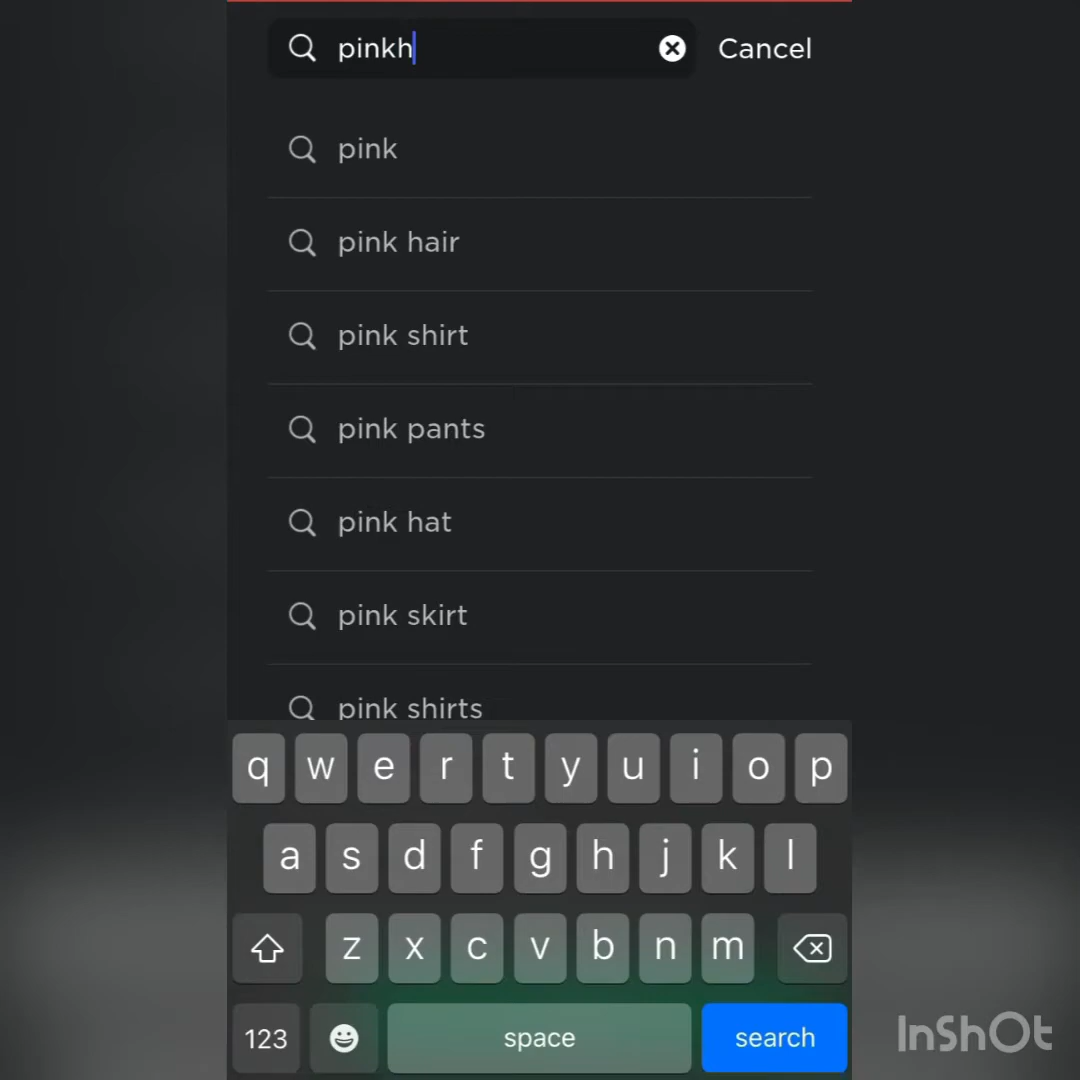 pinkh
Cancel
pink
pink hair
pink shirt
pink pants
pink hat
pink skirt
pink shirts
q w e r t y u i o p
a s d f g h j k l
z x c v b n m
123 space search
InShOt